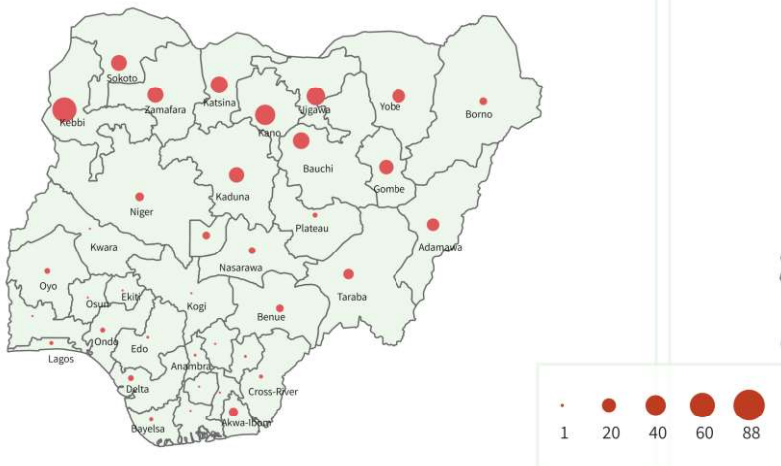 Sokoto
Zamafara
Katsina
Jigawa
Yobe
Borno
Kebbi
Kano
Bauchi
Gombe
Kaduna
Niger
Plateau
Adamawa
Kwara
Nasarawa
Taraba
Oyo
Osun
Ekiti
Kogi
Benue
Ondo
Edo
Lagos
Anambra
Delta
Cross-River
Bayelsa
Akwa-Ibom
1 20 40 60 88